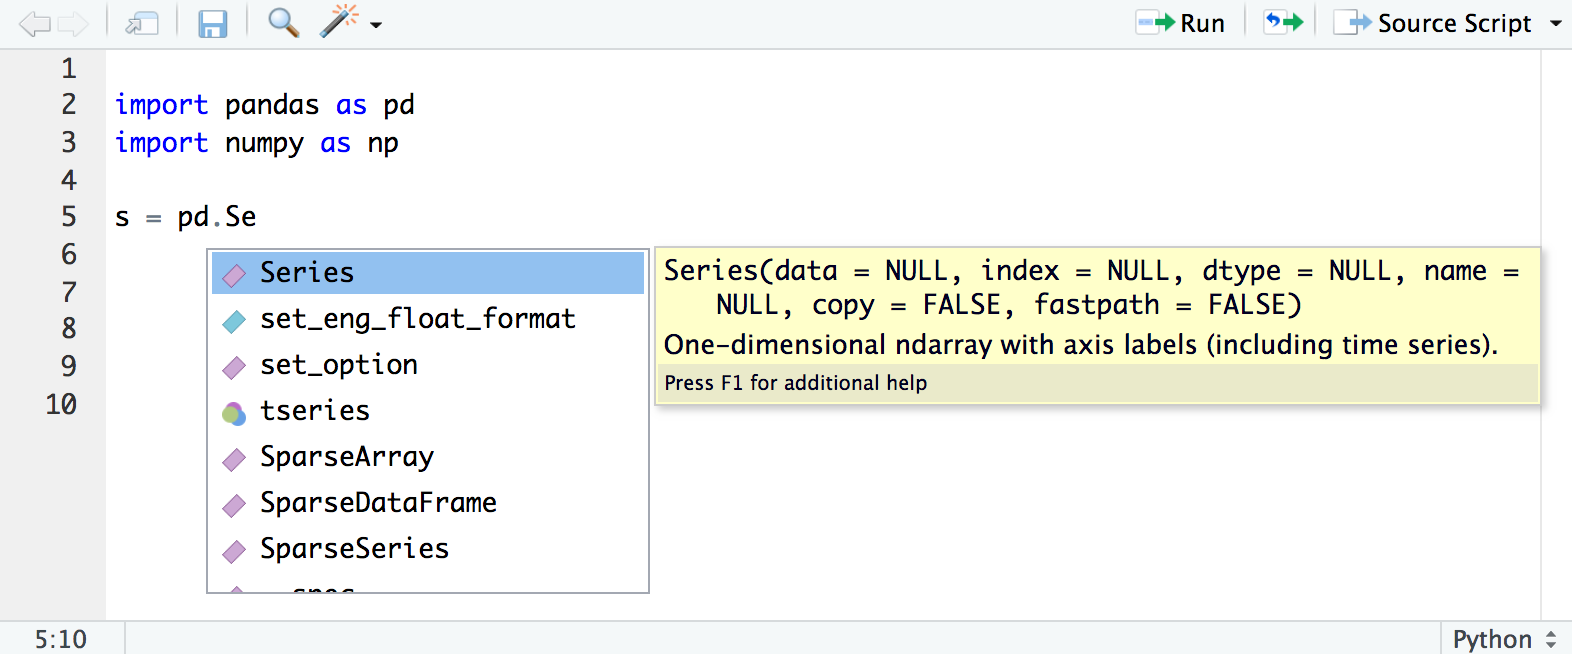 Run Source Script
1
2 import pandas as pd
3 import numpy as np
4
5 s = pd.Se
6
7
8
9
10
Series
set_eng_float_format
set_option
tseries
SparseArray
SparseDataFrame
SparseSeries
Series(data = NULL, index = NULL, dtype = NULL, name =
NULL, copy = FALSE, fastpath = FALSE)
One-dimensional ndarray with axis labels (including time series).
Press F1 for additional help
5:10 Python